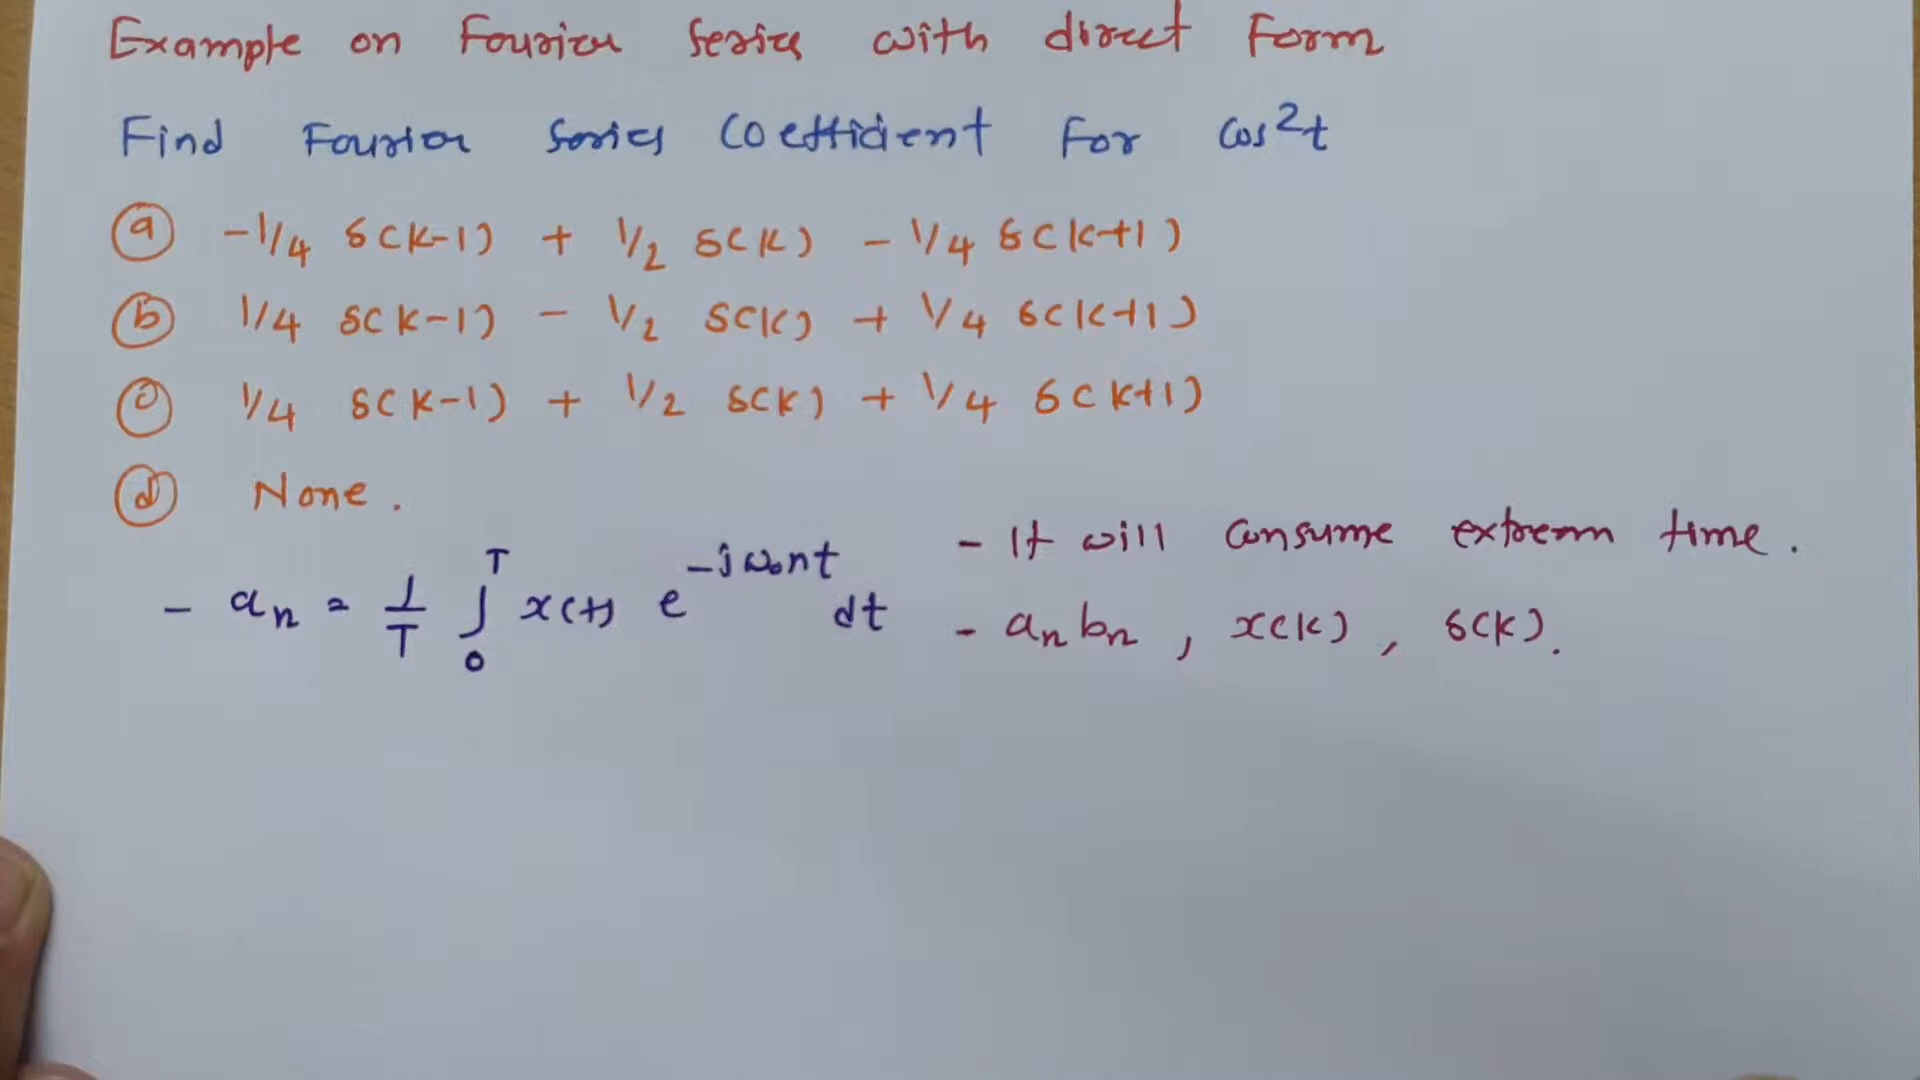 Example on Fourier Series with direct Form
Find Fourier Series Coefficient For cos²t
ⓐ -1/4 δ(k-1) + 1/2 δ(k) - 1/4 δ(k+1)
ⓑ 1/4 δ(k-1) - 1/2 δ(k) + 1/4 δ(k+1)
ⓒ 1/4 δ(k-1) + 1/2 δ(k) + 1/4 δ(k+1)
ⓓ None.
- aₙ = 1/T ∫₀ᵀ x(t) e^(-jω₀nt) dt
- It will consume extrem time.
- aₙ bₙ , x(k) , δ(k).